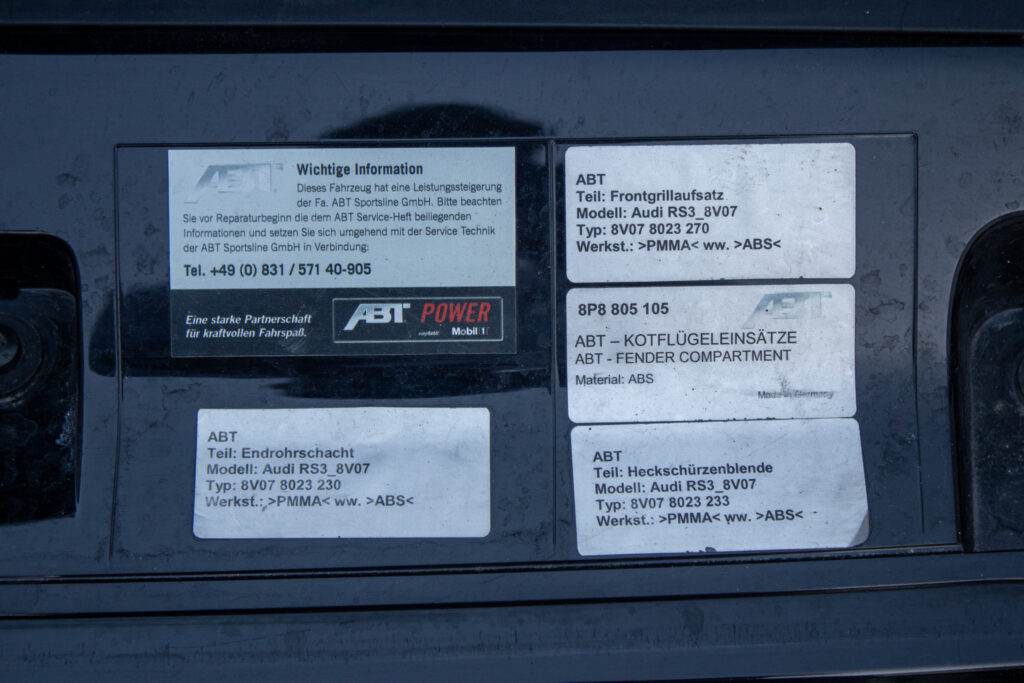 ABT
Wichtige Information
Dieses Fahrzeug hat eine Leistungssteigerung
der Fa. ABT Sportsline GmbH. Bitte beachten
Sie vor Reparaturbeginn die dem ABT Service-Heft beiliegenden
Informationen und setzen Sie sich umgehend mit der Service Technik
der ABT Sportsline GmbH in Verbindung:
Tel. +49 (0) 831 / 571 40-905
Eine starke Partnerschaft
für kraftvollen Fahrspaß.
ABT POWER
Mobil 1
ABT
Teil: Endrohrschacht
Modell: Audi RS3_8V07
Typ: 8V07 8023 230
Werkst.: >PMMA< ww. >ABS<
ABT
Teil: Frontgrillaufsatz
Modell: Audi RS3_8V07
Typ: 8V07 8023 270
Werkst.: >PMMA< ww. >ABS<
8P8 805 105
ABT
ABT – KOTFLÜGELEINSÄTZE
ABT - FENDER COMPARTMENT
Material: ABS
Made in Germany
ABT
Teil: Heckschürzenblende
Modell: Audi RS3_8V07
Typ: 8V07 8023 233
Werkst.: >PMMA< ww. >ABS<